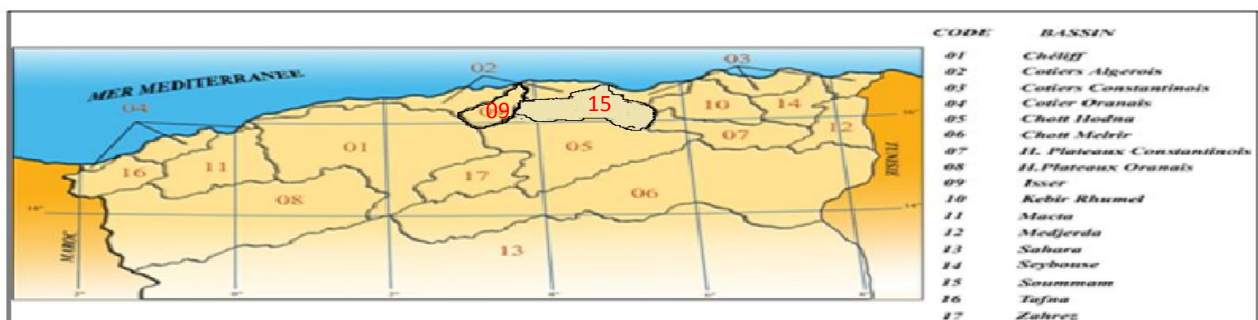 CODE BASSIN
01 Chéliff
02 Cotiers Algerois
03 Cotiers Constantinois
04 Cotier Oranais
05 Chott Hodna
06 Chott Melrir
07 H. Plateaux Constantinois
08 H.Plateaux Oranais
09 Isser
10 Kebir Rhumel
11 Macta
12 Medjerda
13 Sahara
14 Seybouse
15 Soummam
16 Tafna
17 Zahrez
MER MEDITERRANEE
02
03
04
09
15
10
14
12
07
01
05
11
16
17
06
08
13
MAROC
TUNISIE